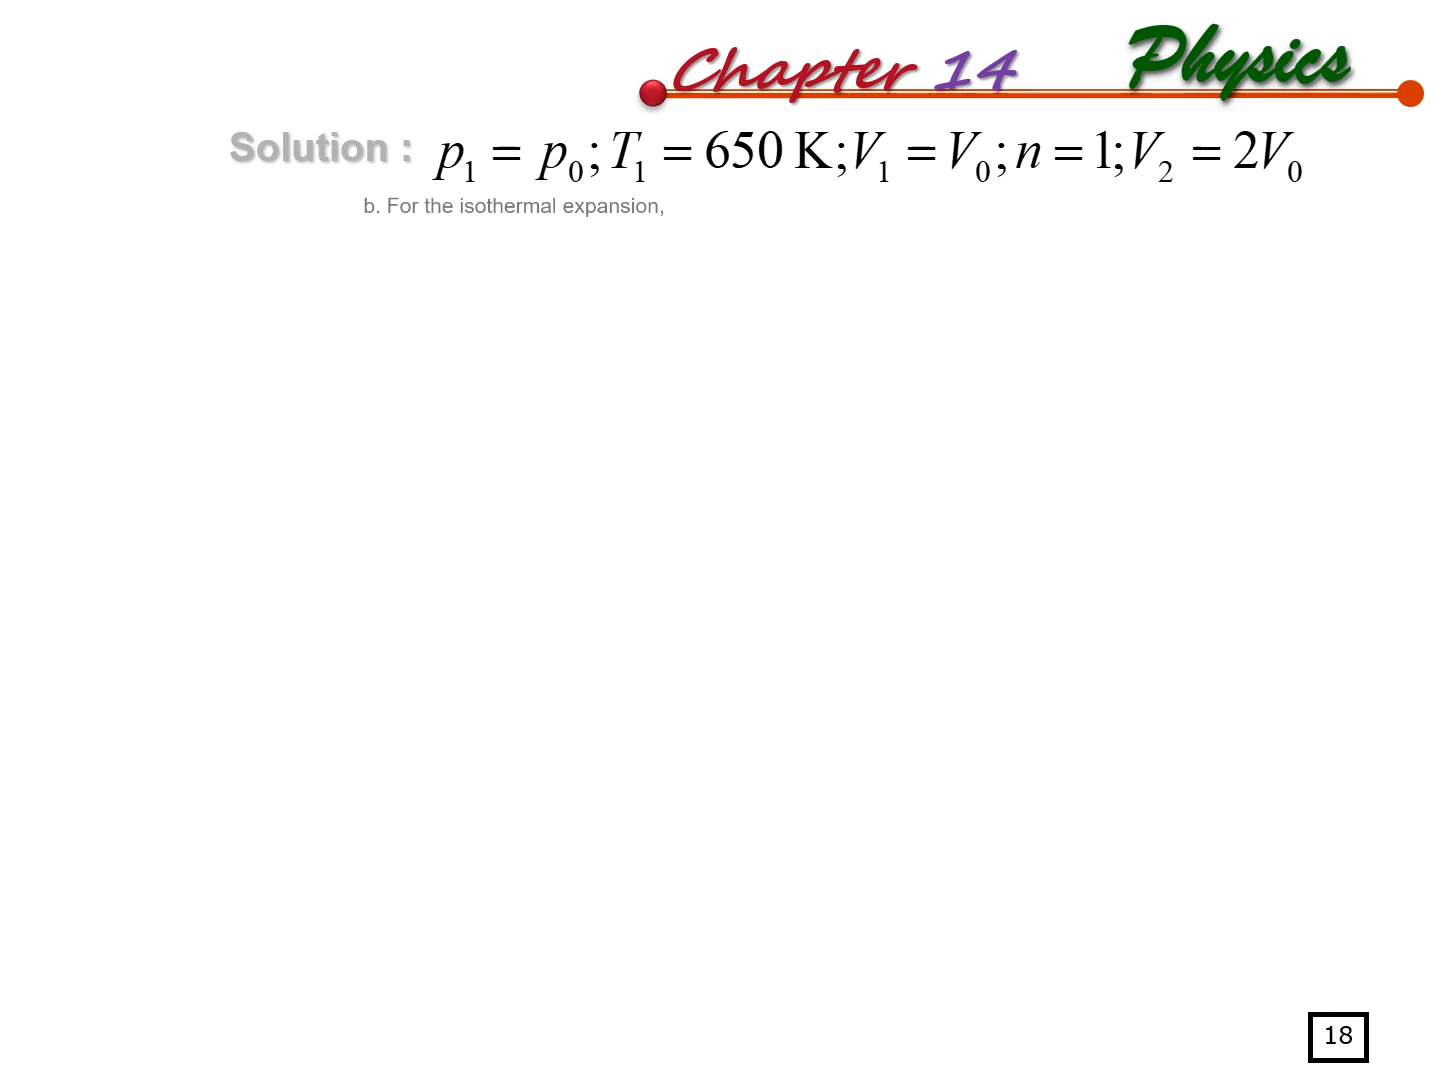 Chapter 14 Physics
Solution : p₁ = p₀; T₁ = 650 K; V₁ = V₀; n = 1; V₂ = 2V₀
b. For the isothermal expansion,
18